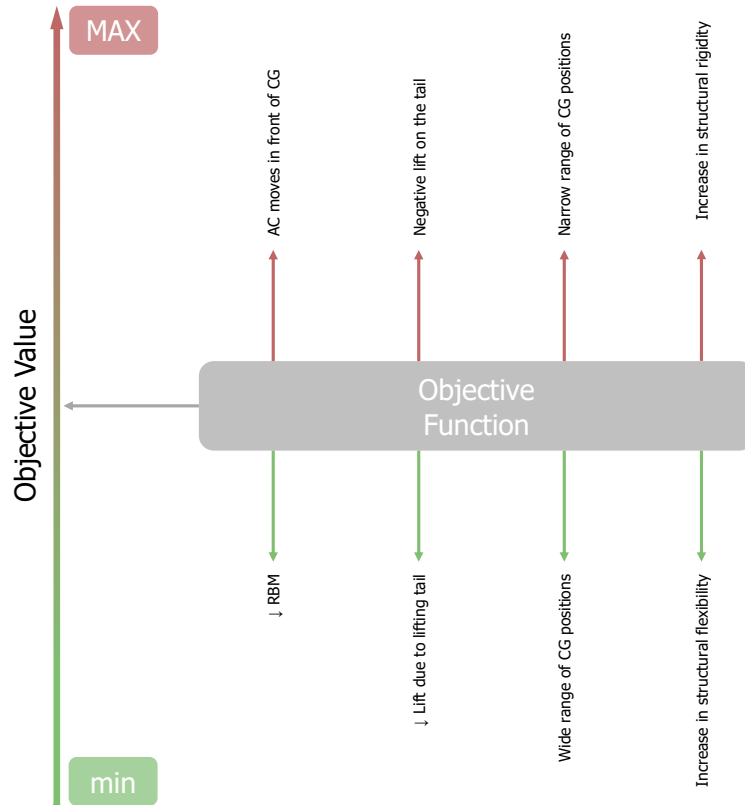 MAX
Objective Value
AC moves in front of CG
Negative lift on the tail
Narrow range of CG positions
Increase in structural rigidity
Objective
Function
↓ RBM
↓ Lift due to lifting tail
Wide range of CG positions
Increase in structural flexibility
min